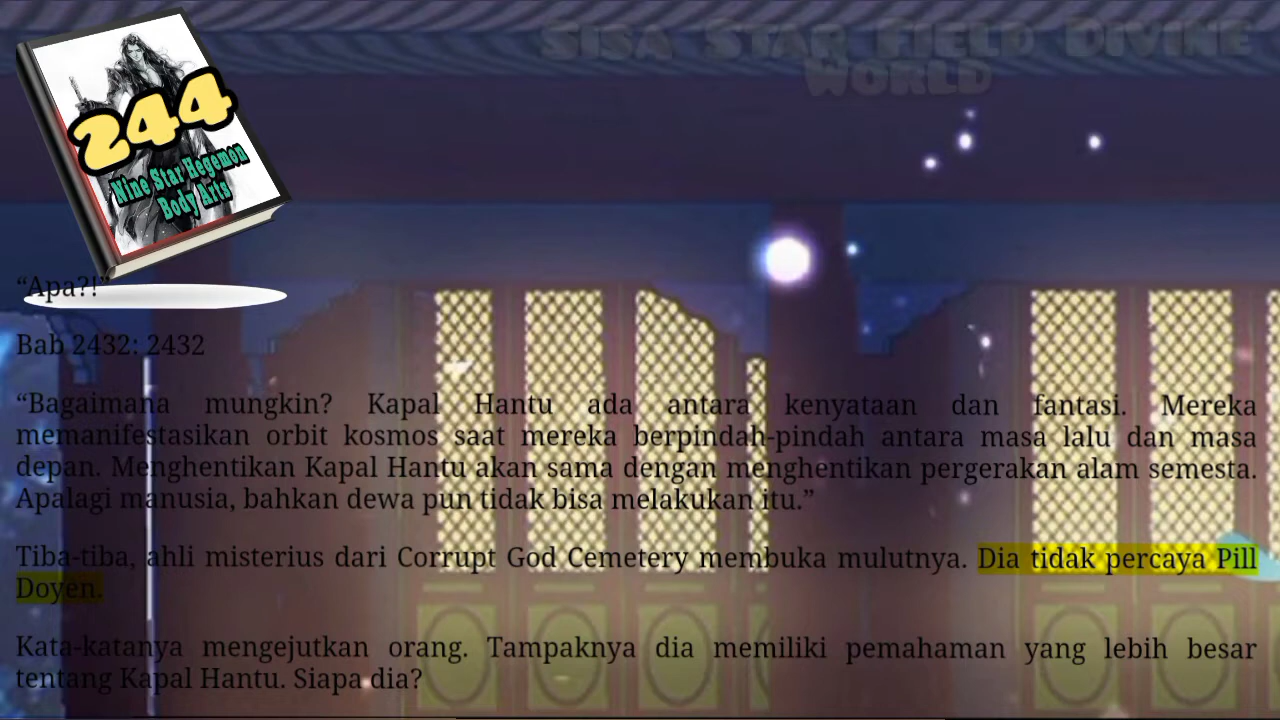 Sisa Star Field Divine
World
244
Nine Star Hegemon
Body Arts
“Apa?!”
Bab 2432: 2432
“Bagaimana mungkin? Kapal Hantu ada antara kenyataan dan fantasi. Mereka
memanifestasikan orbit kosmos saat mereka berpindah-pindah antara masa lalu dan masa
depan. Menghentikan Kapal Hantu akan sama dengan menghentikan pergerakan alam semesta.
Apalagi manusia, bahkan dewa pun tidak bisa melakukan itu.”
Tiba-tiba, ahli misterius dari Corrupt God Cemetery membuka mulutnya. Dia tidak percaya Pill
Doyen.
Kata-katanya mengejutkan orang. Tampaknya dia memiliki pemahaman yang lebih besar
tentang Kapal Hantu. Siapa dia?